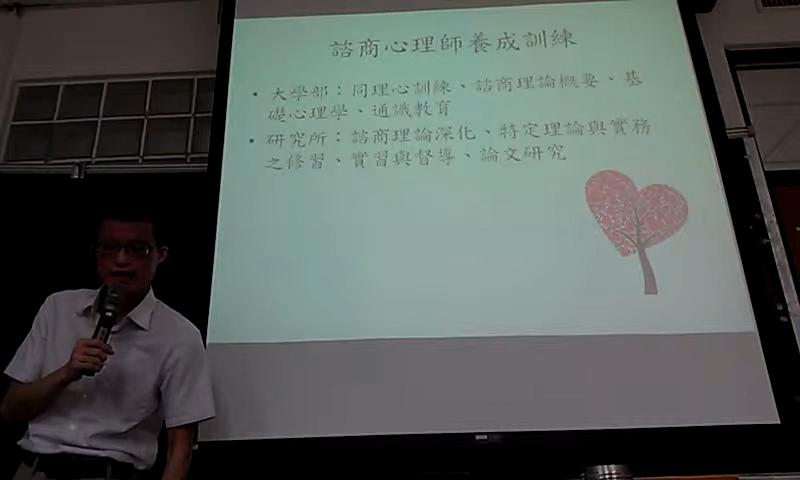 諮商心理師養成訓練
• 大學部：同理心訓練、諮商理論概要、基
礎心理學、通識教育
• 研究所：諮商理論深化、特定理論與實務
之修習、實習與督導、論文研究